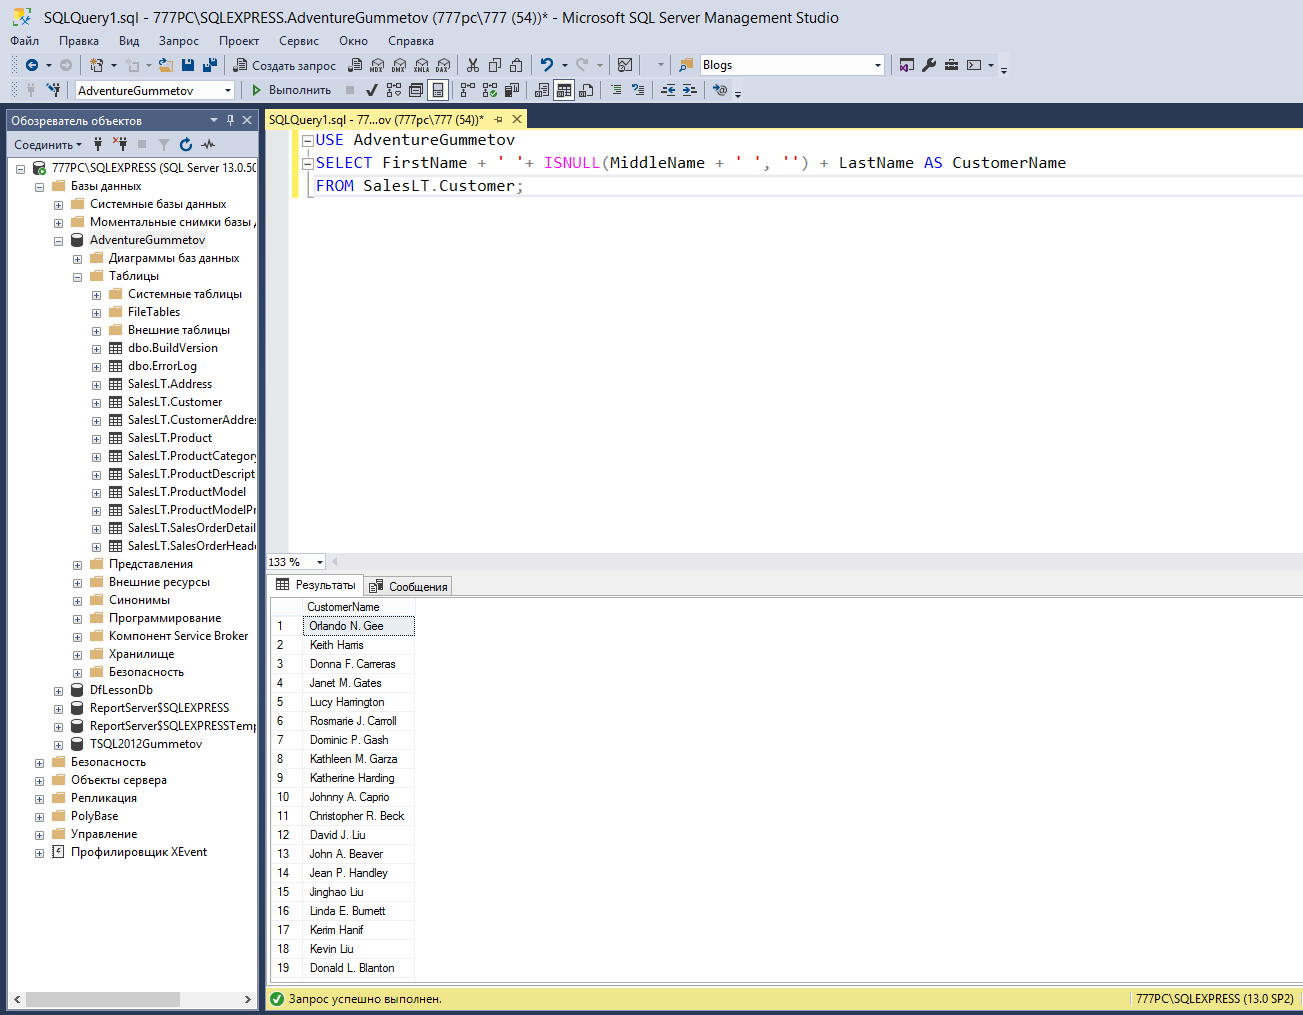 SQLQuery1.sql - 777PC\SQLEXPRESS.AdventureGummetov (777pc\777 (54))* - Microsoft SQL Server Management Studio
Файл Правка Вид Запрос Проект Сервис Окно Справка
Создать запрос MDX DMX XMLA DAX Blogs
AdventureGummetov Выполнить
Обозреватель объектов
Соединить
777PC\SQLEXPRESS (SQL Server 13.0.50
Базы данных
Системные базы данных
Моментальные снимки базы д
AdventureGummetov
Диаграммы баз данных
Таблицы
Системные таблицы
FileTables
Внешние таблицы
dbo.BuildVersion
dbo.ErrorLog
SalesLT.Address
SalesLT.Customer
SalesLT.CustomerAddres
SalesLT.Product
SalesLT.ProductCategory
SalesLT.ProductDescript
SalesLT.ProductModel
SalesLT.ProductModelPr
SalesLT.SalesOrderDetail
SalesLT.SalesOrderHeade
Представления
Внешние ресурсы
Синонимы
Программирование
Компонент Service Broker
Хранилище
Безопасность
DfLessonDb
ReportServer$SQLEXPRESS
ReportServer$SQLEXPRESSTemp
TSQL2012Gummetov
Безопасность
Объекты сервера
Репликация
PolyBase
Управление
Профилировщик XEvent
SQLQuery1.sql - 77...ov (777pc\777 (54))*
USE AdventureGummetov
SELECT FirstName + ' '+ ISNULL(MiddleName + ' ', '') + LastName AS CustomerName
FROM SalesLT.Customer;
133 %
Результаты Сообщения
CustomerName
1 Orlando N. Gee
2 Keith Harris
3 Donna F. Carreras
4 Janet M. Gates
5 Lucy Harrington
6 Rosmarie J. Carroll
7 Dominic P. Gash
8 Kathleen M. Garza
9 Katherine Harding
10 Johnny A. Caprio
11 Christopher R. Beck
12 David J. Liu
13 John A. Beaver
14 Jean P. Handley
15 Jinghao Liu
16 Linda E. Burnett
17 Kerim Hanif
18 Kevin Liu
19 Donald L. Blanton
Запрос успешно выполнен. 777PC\SQLEXPRESS (13.0 SP2)